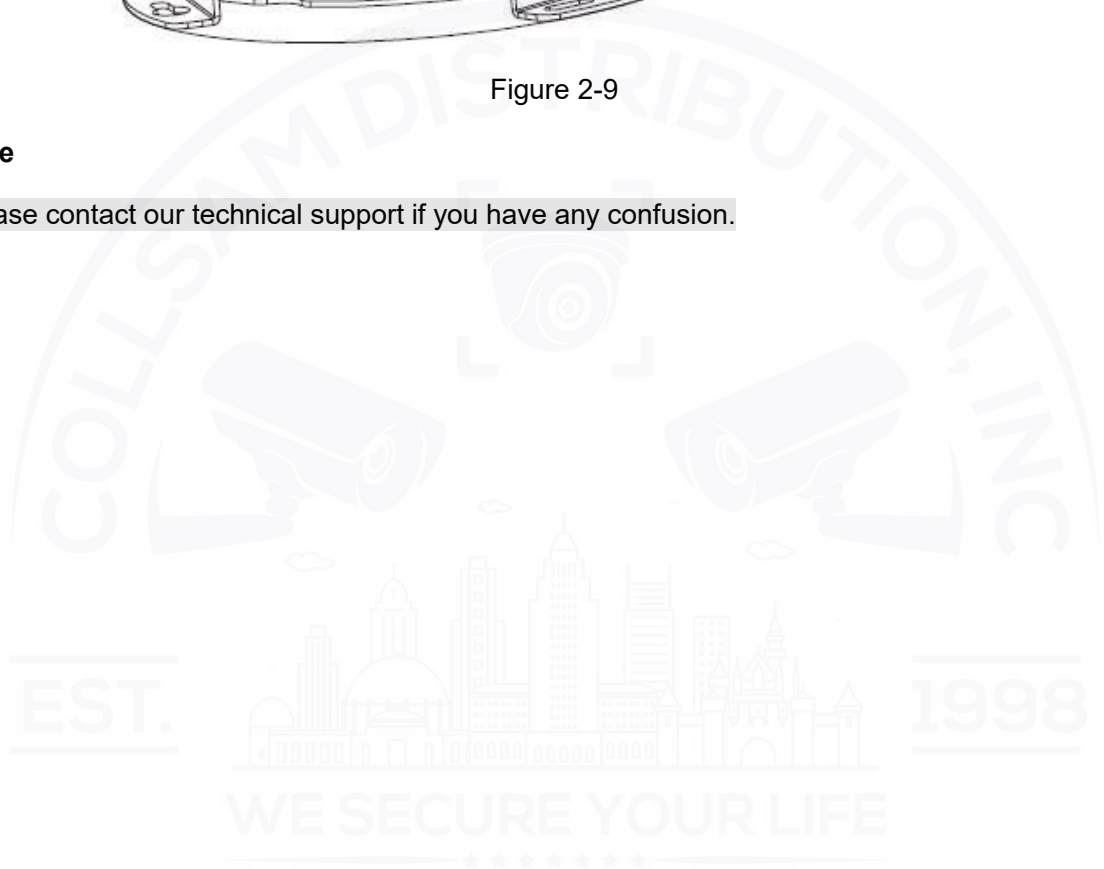 Figure 2-9
e
ase contact our technical support if you have any confusion.
COLLSAM DISTRIBUTION, INC
EST.
1998
WE SECURE YOUR LIFE